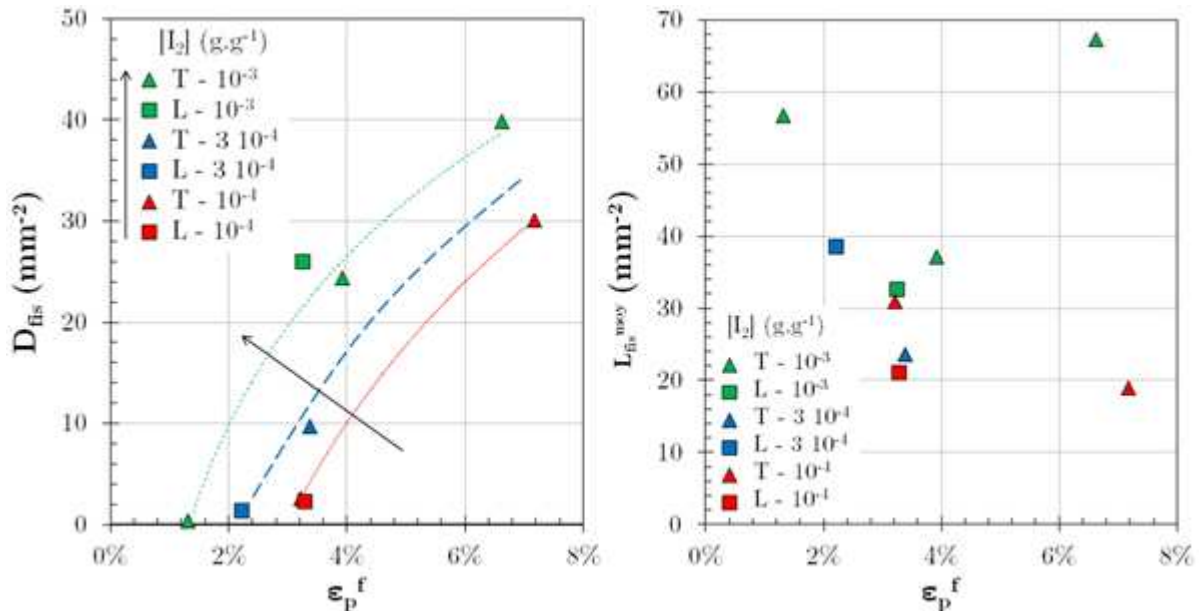 50
40
30
20
10
0
D_fis (mm⁻²)
[I₂] (g.g⁻¹)
T - 10⁻³
L - 10⁻³
T - 3 10⁻⁴
L - 3 10⁻⁴
T - 10⁻⁴
L - 10⁻⁴
0% 2% 4% 6% 8%
ε_p^f
70
60
50
40
30
20
10
0
L_fis^moy (mm⁻²)
[I₂] (g.g⁻¹)
T - 10⁻³
L - 10⁻³
T - 3 10⁻⁴
L - 3 10⁻⁴
T - 10⁻⁴
L - 10⁻⁴
0% 2% 4% 6% 8%
ε_p^f